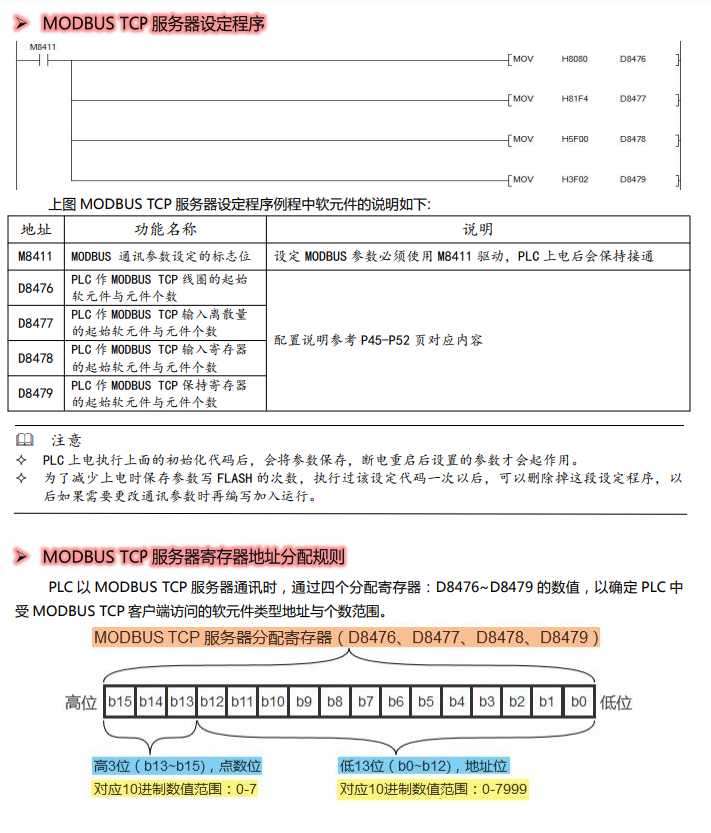 ➢ MODBUS TCP 服务器设定程序
M8411
MOV H8080 D8476
MOV H81F4 D8477
MOV H5F00 D8478
MOV H3F02 D8479
上图 MODBUS TCP 服务器设定程序例程中软元件的说明如下:
地址 功能名称 说明
M8411 MODBUS 通讯参数设定的标志位 设定 MODBUS 参数必须使用 M8411 驱动，PLC 上电后会保持接通
D8476 PLC 作 MODBUS TCP 线圈的起始
软元件与元件个数
D8477 PLC 作 MODBUS TCP 输入离散量
的起始软元件与元件个数
配置说明参考 P45-P52 页对应内容
D8478 PLC 作 MODBUS TCP 输入寄存器
的起始软元件与元件个数
D8479 PLC 作 MODBUS TCP 保持寄存器
的起始软元件与元件个数
注意
✧ PLC 上电执行上面的初始化代码后，会将参数保存，断电重启后设置的参数才会起作用。
✧ 为了减少上电时保存参数写 FLASH 的次数，执行过该设定代码一次以后，可以删除掉这段设定程序，以
后如果需要更改通讯参数时再编写加入运行。
➢ MODBUS TCP 服务器寄存器地址分配规则
PLC 以 MODBUS TCP 服务器通讯时，通过四个分配寄存器：D8476~D8479 的数值，以确定 PLC 中
受 MODBUS TCP 客户端访问的软元件类型地址与个数范围。
MODBUS TCP 服务器分配寄存器（D8476、D8477、D8478、D8479）
高位 b15 b14 b13 b12 b11 b10 b9 b8 b7 b6 b5 b4 b3 b2 b1 b0 低位
高3位（b13~b15)，点数位 低13位（b0~b12)，地址位
对应10进制数值范围：0-7 对应10进制数值范围：0-7999